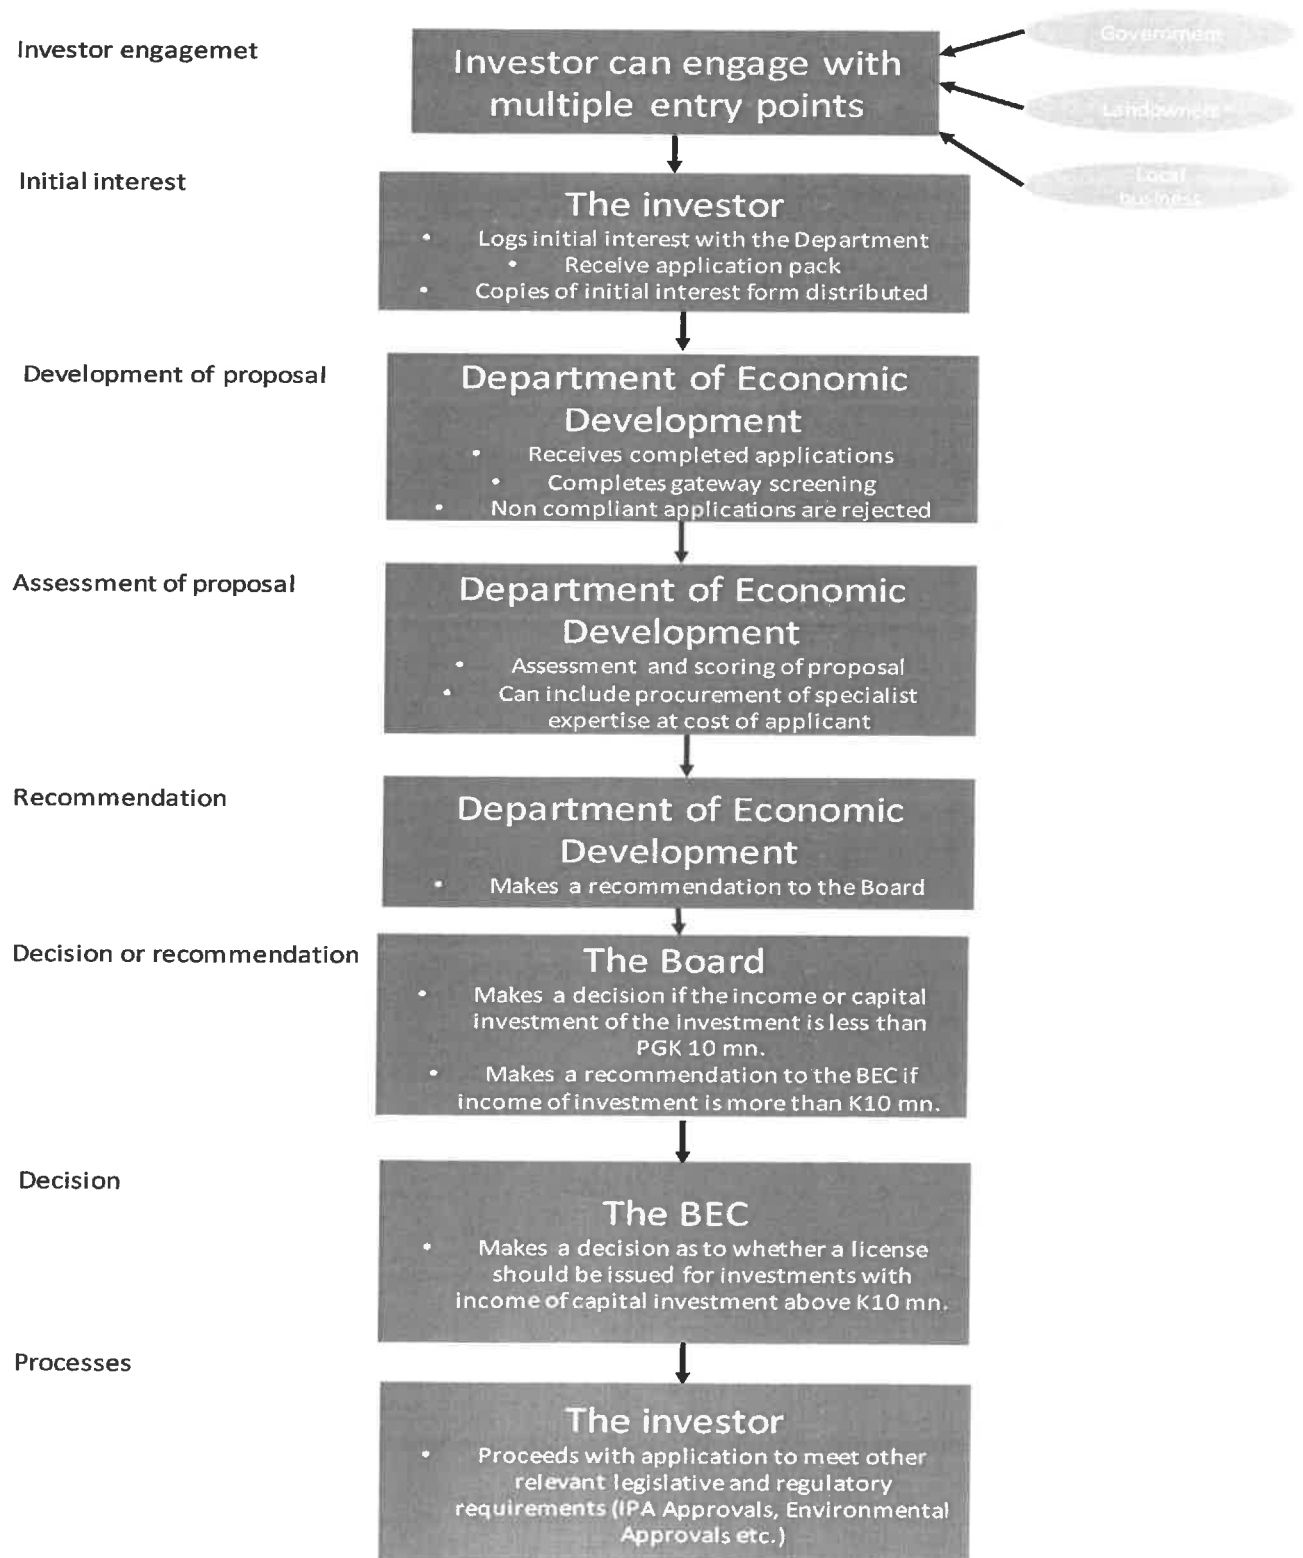 Investor engagemet
Investor can engage with
multiple entry points
Government
Landowners
Local
business
Initial interest
The investor
• Logs initial interest with the Department
• Receive application pack
• Copies of initial interest form distributed
Development of proposal
Department of Economic
Development
• Receives completed applications
• Completes gateway screening
• Non compliant applications are rejected
Assessment of proposal
Department of Economic
Development
• Assessment and scoring of proposal
• Can include procurement of specialist
expertise at cost of applicant
Recommendation
Department of Economic
Development
• Makes a recommendation to the Board
Decision or recommendation
The Board
• Makes a decision if the income or capital
investment of the investment is less than
PGK 10 mn.
• Makes a recommendation to the BEC if
income of investment is more than K10 mn.
Decision
The BEC
• Makes a decision as to whether a license
should be issued for investments with
income of capital investment above K10 mn.
Processes
The investor
• Proceeds with application to meet other
relevant legislative and regulatory
requirements (IPA Approvals, Environmental
Approvals etc.)